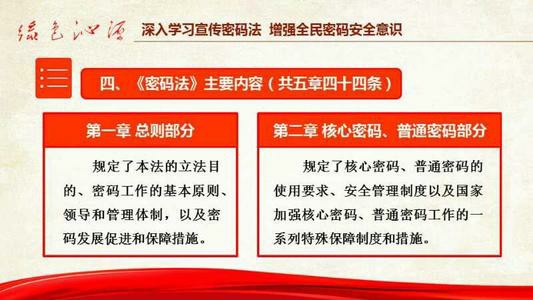 绿色沁源
深入学习宣传密码法 增强全民密码安全意识
四、《密码法》主要内容（共五章四十四条）
第一章 总则部分
规定了本法的立法目
的、密码工作的基本原则、
领导和管理体制，以及密
码发展促进和保障措施。
第二章 核心密码、普通密码部分
规定了核心密码、普通密码的
使用要求、安全管理制度以及国家
加强核心密码、普通密码工作的一
系列特殊保障制度和措施。